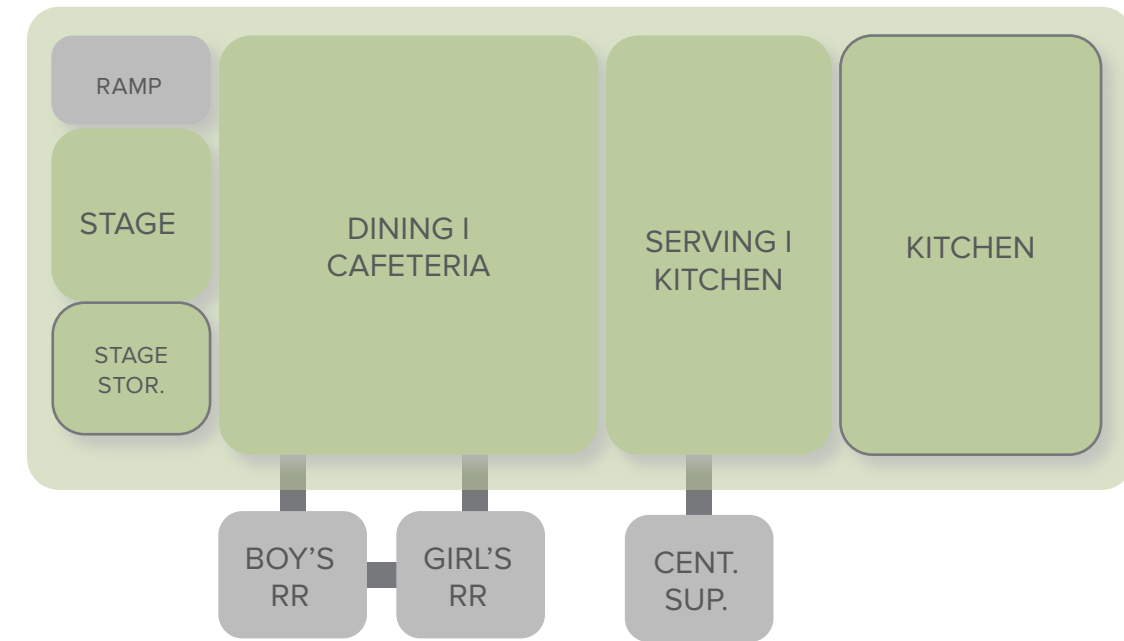 RAMP
STAGE
STAGE
STOR.
DINING I
CAFETERIA
SERVING I
KITCHEN
KITCHEN
BOY’S
RR
GIRL’S
RR
CENT.
SUP.